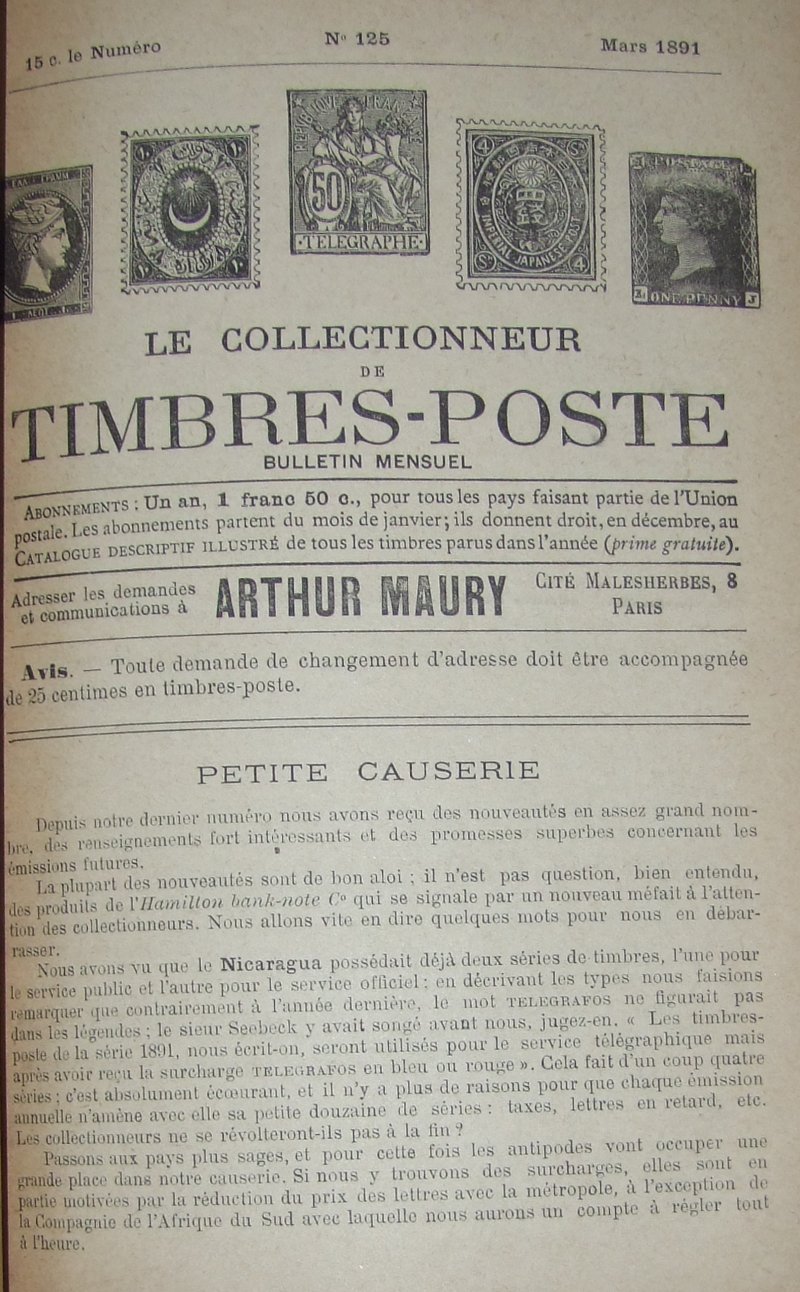 15 c. le Numéro
No 125
Mars 1891
RÉPUBLIQUE FRANÇAISE
50
TÉLÉGRAPHE
4 Sn
IMPERIAL JAPANESE POST
Sn 4
POSTAGE
ONE PENNY
J
LE COLLECTIONNEUR
DE
TIMBRES-POSTE
BULLETIN MENSUEL
ABONNEMENTS : Un an, 1 franc 50 c., pour tous les pays faisant partie de l'Union
postale. Les abonnements partent du mois de janvier; ils donnent droit, en décembre, au
CATALOGUE DESCRIPTIF ILLUSTRÉ de tous les timbres parus dans l'année (prime gratuite).
Adresser les demandes
et communications à
ARTHUR MAURY
CITÉ MALESHERBES, 8
PARIS
Avis. — Toute demande de changement d'adresse doit être accompagnée
de 25 centimes en timbres-poste.
PETITE CAUSERIE
Depuis notre dernier numéro nous avons reçu des nouveautés en assez grand nom-
bre, des renseignements fort intéressants et des promesses superbes concernant les
émissions futures.
La plupart des nouveautés sont de bon aloi ; il n'est pas question, bien entendu,
des produits de l'Hamilton bank-note Co qui se signale par un nouveau méfait à l'atten-
tion des collectionneurs. Nous allons vite en dire quelques mots pour nous en débar-
rasser.
Nous avons vu que le Nicaragua possédait déjà deux séries de timbres, l'une pour
le service public et l'autre pour le service officiel : en décrivant les types nous faisions
remarquer que contrairement à l'année dernière, le mot TELEGRAFOS ne figurait pas
dans les légendes ; le sieur Seebeck y avait songé avant nous, jugez-en. « Les timbres-
poste de la série 1891, nous écrit-on, seront utilisés pour le service télégraphique mais
après avoir reçu la surcharge TELEGRAFOS en bleu ou rouge ». Cela fait d'un coup quatre
séries ; c'est absolument écœurant, et il n'y a plus de raisons pour que chaque émission
annuelle n'amène avec elle sa petite douzaine de séries : taxes, lettres en retard, etc.
Les collectionneurs ne se révolteront-ils pas à la fin ?
Passons aux pays plus sages, et pour cette fois les antipodes vont occuper une
grande place dans notre causerie. Si nous y trouvons des surcharges, elles sont en
partie motivées par la réduction du prix des lettres avec la métropole, à l'exception de
la Compagnie de l'Afrique du Sud avec laquelle nous aurons un compte à régler tout
à l'heure.